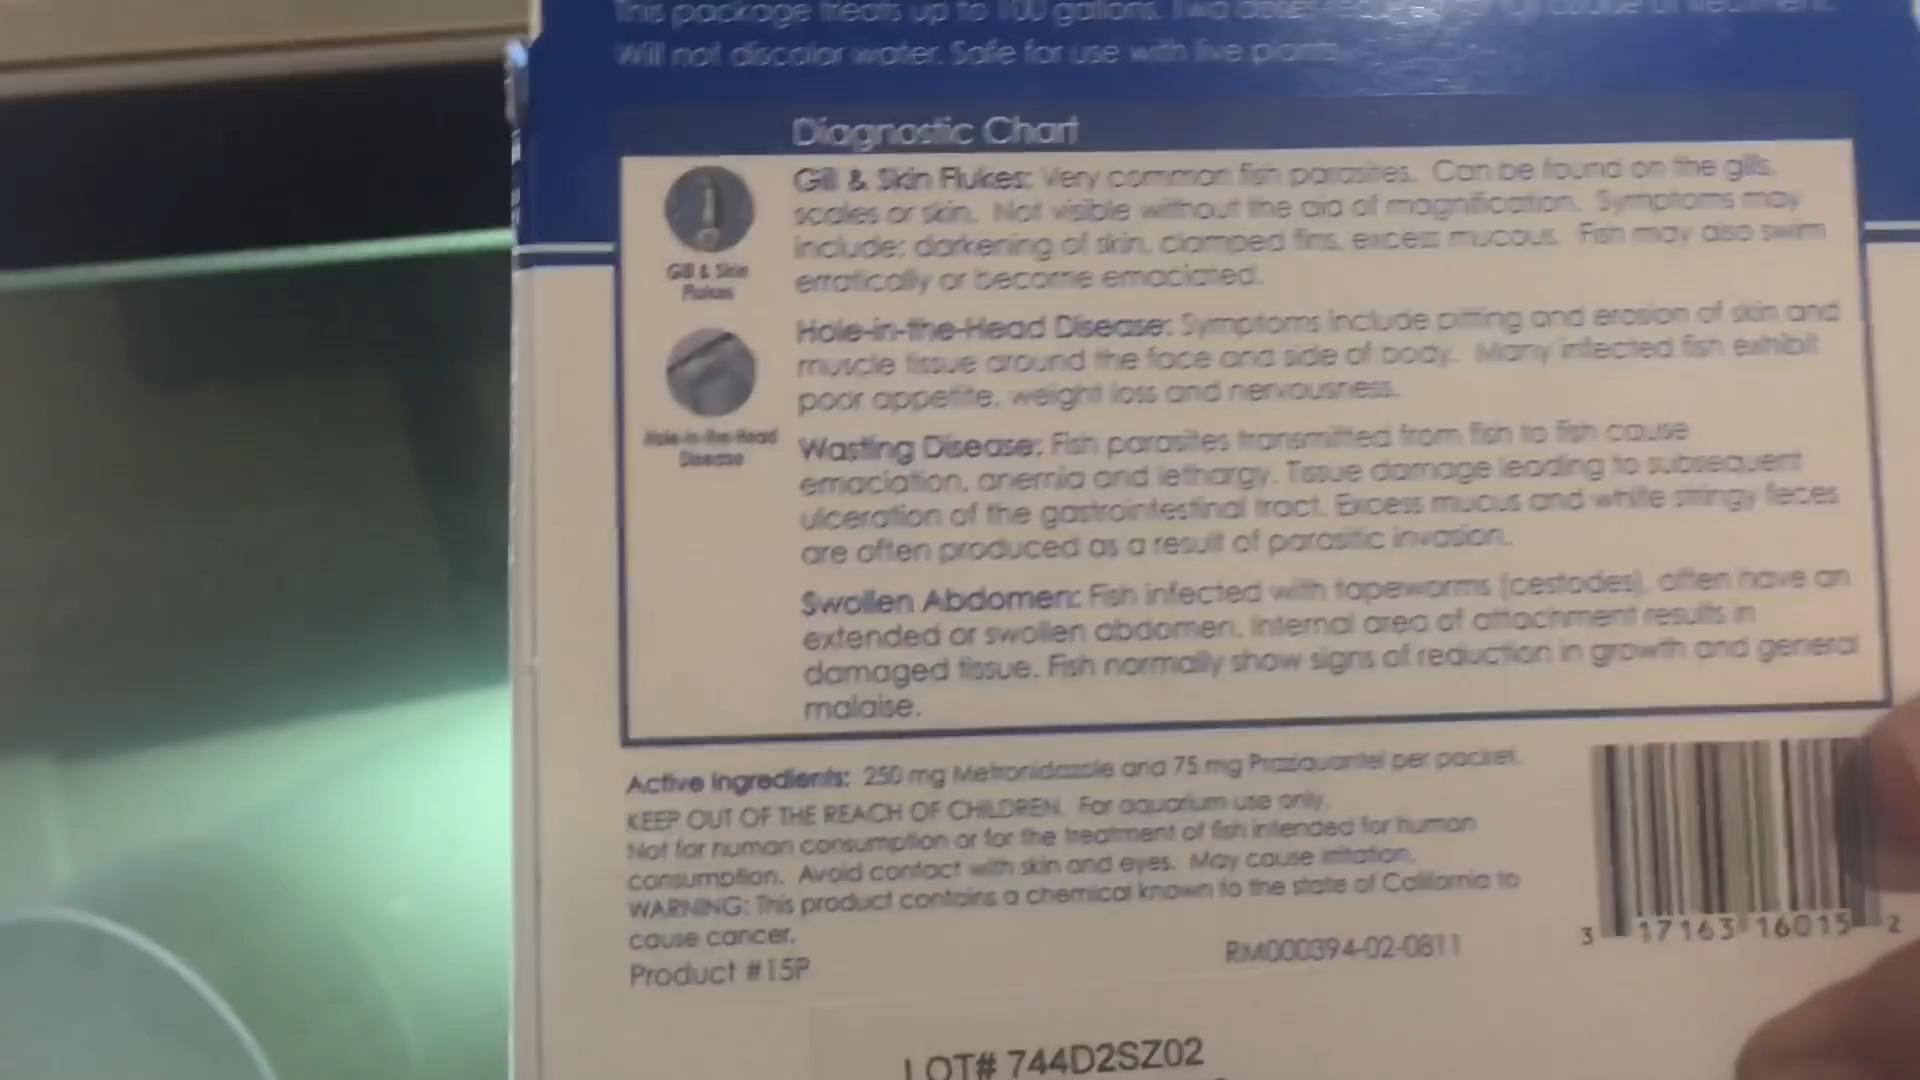 This package treats up to 100 gallons. Two doses
Will not discolor water. Safe for use with live plants
Diagnostic Chart
Gill & Skin Flukes: Very common fish parasites. Can be found on the gills,
scales or skin. Not visible without the aid of magnification. Symptoms may
include: darkening of skin, clamped fins, excess mucous. Fish may also swim
erratically or become emaciated.
Gill & Skin
Flukes
Hole-in-the-Head Disease: Symptoms include pitting and erosion of skin and
muscle tissue around the face and side of body. Many infected fish exhibit
poor appetite, weight loss and nervousness.
Hole-in-the-Head
Disease
Wasting Disease: Fish parasites transmitted from fish to fish cause
emaciation, anemia and lethargy. Tissue damage leading to subsequent
ulceration of the gastrointestinal tract. Excess mucus and white stringy feces
are often produced as a result of parasitic invasion.
Swollen Abdomen: Fish infected with tapeworms (cestodes), often have an
extended or swollen abdomen. Internal area of attachment results in
damaged tissue. Fish normally show signs of reduction in growth and general
malaise.
Active Ingredients: 250 mg Metronidazole and 75 mg Praziquantel per packet.
KEEP OUT OF THE REACH OF CHILDREN. For aquarium use only.
Not for human consumption or for the treatment of fish intended for human
consumption. Avoid contact with skin and eyes. May cause irritation.
WARNING: This product contains a chemical known to the state of California to
cause cancer.
Product #15P
RM000394-02-0811
3 17163 16015 2
LOT# 744D2SZ02